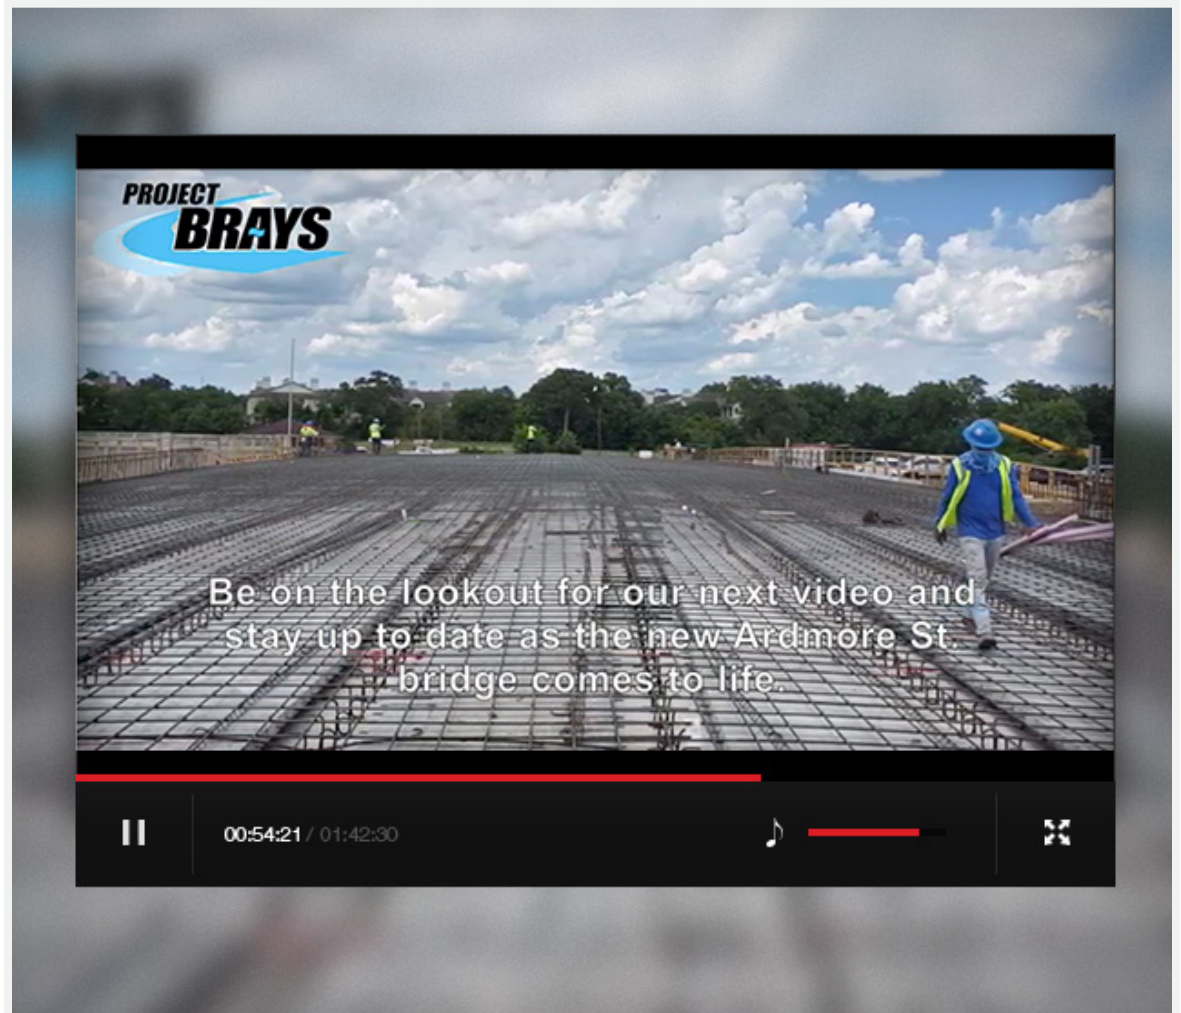 PROJECT
BRAYS
Be on the lookout for our next video and
stay up to date as the new Ardmore St.
bridge comes to life.
00:54:21 / 01:42:30